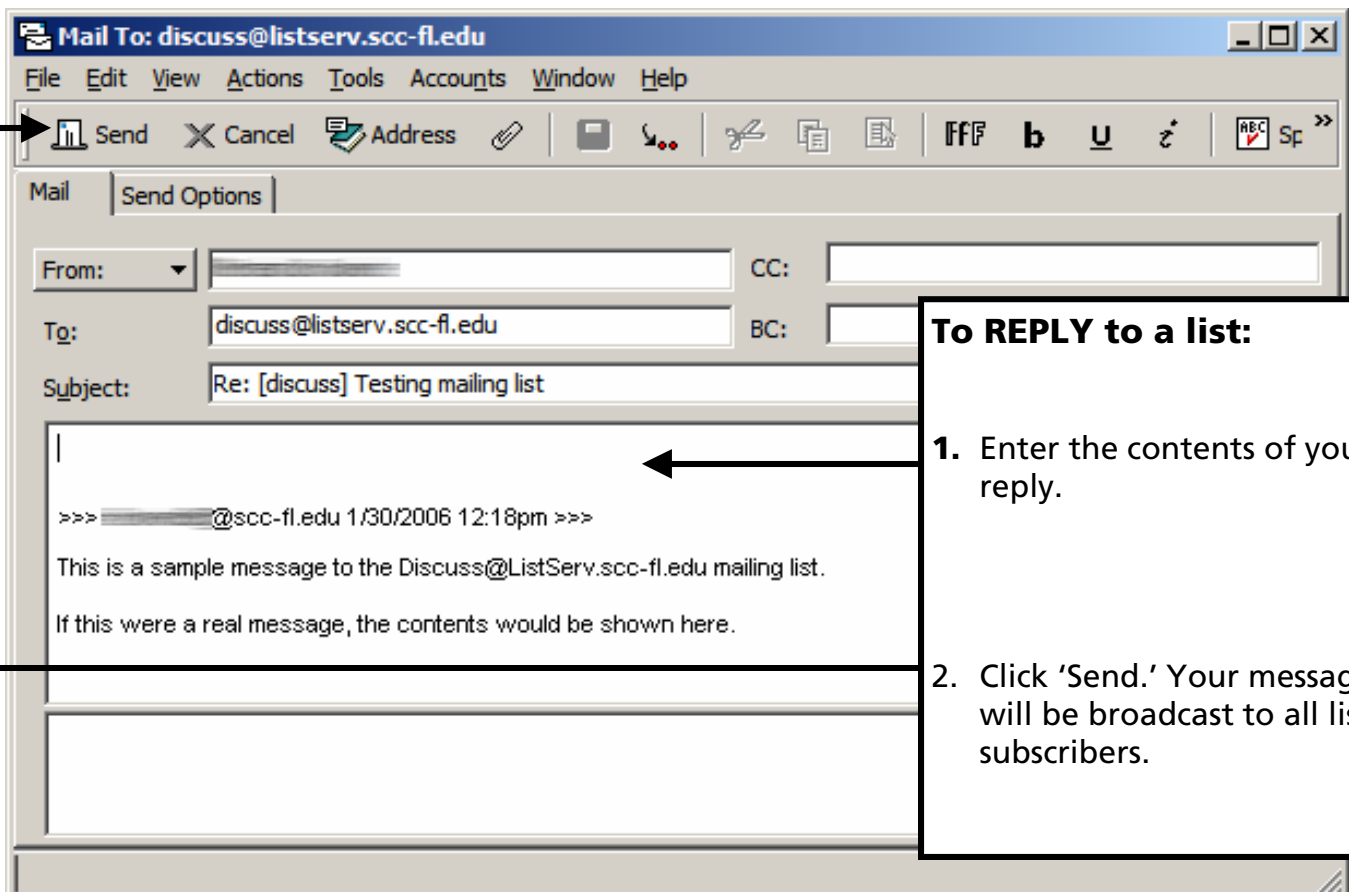 Mail To: discuss@listserv.scc-fl.edu
File Edit View Actions Tools Accounts Window Help
Send Cancel Address b u i ABC Sp »
Mail Send Options
From: CC:
To: discuss@listserv.scc-fl.edu BC:
Subject: Re: [discuss] Testing mailing list
>>> @scc-fl.edu 1/30/2006 12:18pm >>>
This is a sample message to the Discuss@ListServ.scc-fl.edu mailing list.
If this were a real message, the contents would be shown here.
To REPLY to a list:
1. Enter the contents of you
reply.
2. Click ‘Send.’ Your messag
will be broadcast to all lis
subscribers.